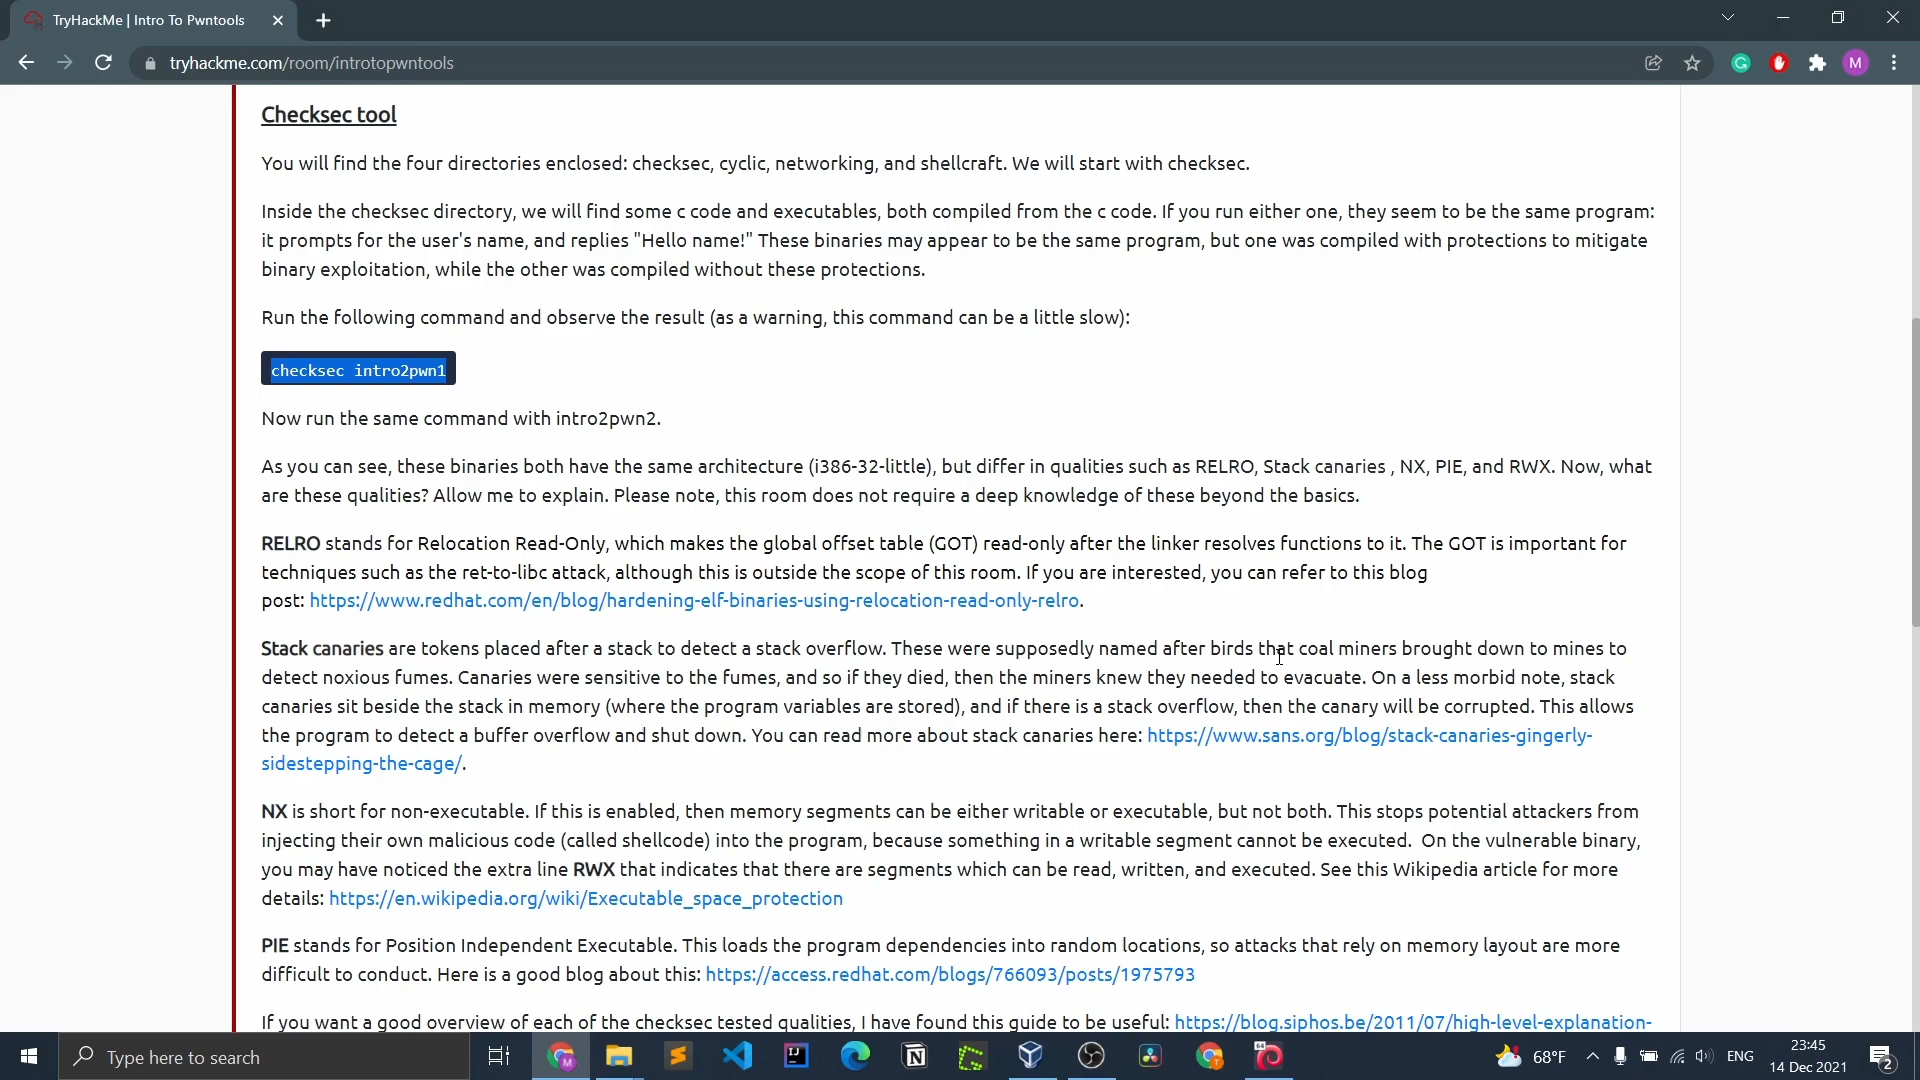 TryHackMe | Intro To Pwntools
tryhackme.com/room/introtopwntools
M
Checksec tool
You will find the four directories enclosed: checksec, cyclic, networking, and shellcraft. We will start with checksec.
Inside the checksec directory, we will find some c code and executables, both compiled from the c code. If you run either one, they seem to be the same program:
it prompts for the user's name, and replies "Hello name!" These binaries may appear to be the same program, but one was compiled with protections to mitigate
binary exploitation, while the other was compiled without these protections.
Run the following command and observe the result (as a warning, this command can be a little slow):
checksec intro2pwn1
Now run the same command with intro2pwn2.
As you can see, these binaries both have the same architecture (i386-32-little), but differ in qualities such as RELRO, Stack canaries , NX, PIE, and RWX. Now, what
are these qualities? Allow me to explain. Please note, this room does not require a deep knowledge of these beyond the basics.
RELRO stands for Relocation Read-Only, which makes the global offset table (GOT) read-only after the linker resolves functions to it. The GOT is important for
techniques such as the ret-to-libc attack, although this is outside the scope of this room. If you are interested, you can refer to this blog
post: https://www.redhat.com/en/blog/hardening-elf-binaries-using-relocation-read-only-relro.
Stack canaries are tokens placed after a stack to detect a stack overflow. These were supposedly named after birds that coal miners brought down to mines to
detect noxious fumes. Canaries were sensitive to the fumes, and so if they died, then the miners knew they needed to evacuate. On a less morbid note, stack
canaries sit beside the stack in memory (where the program variables are stored), and if there is a stack overflow, then the canary will be corrupted. This allows
the program to detect a buffer overflow and shut down. You can read more about stack canaries here: https://www.sans.org/blog/stack-canaries-gingerly-
sidestepping-the-cage/.
NX is short for non-executable. If this is enabled, then memory segments can be either writable or executable, but not both. This stops potential attackers from
injecting their own malicious code (called shellcode) into the program, because something in a writable segment cannot be executed.  On the vulnerable binary,
you may have noticed the extra line RWX that indicates that there are segments which can be read, written, and executed. See this Wikipedia article for more
details: https://en.wikipedia.org/wiki/Executable_space_protection
PIE stands for Position Independent Executable. This loads the program dependencies into random locations, so attacks that rely on memory layout are more
difficult to conduct. Here is a good blog about this: https://access.redhat.com/blogs/766093/posts/1975793
If you want a good overview of each of the checksec tested qualities, I have found this guide to be useful: https://blog.siphos.be/2011/07/high-level-explanation-
Type here to search
68°F
ENG
23:45
14 Dec 2021
2